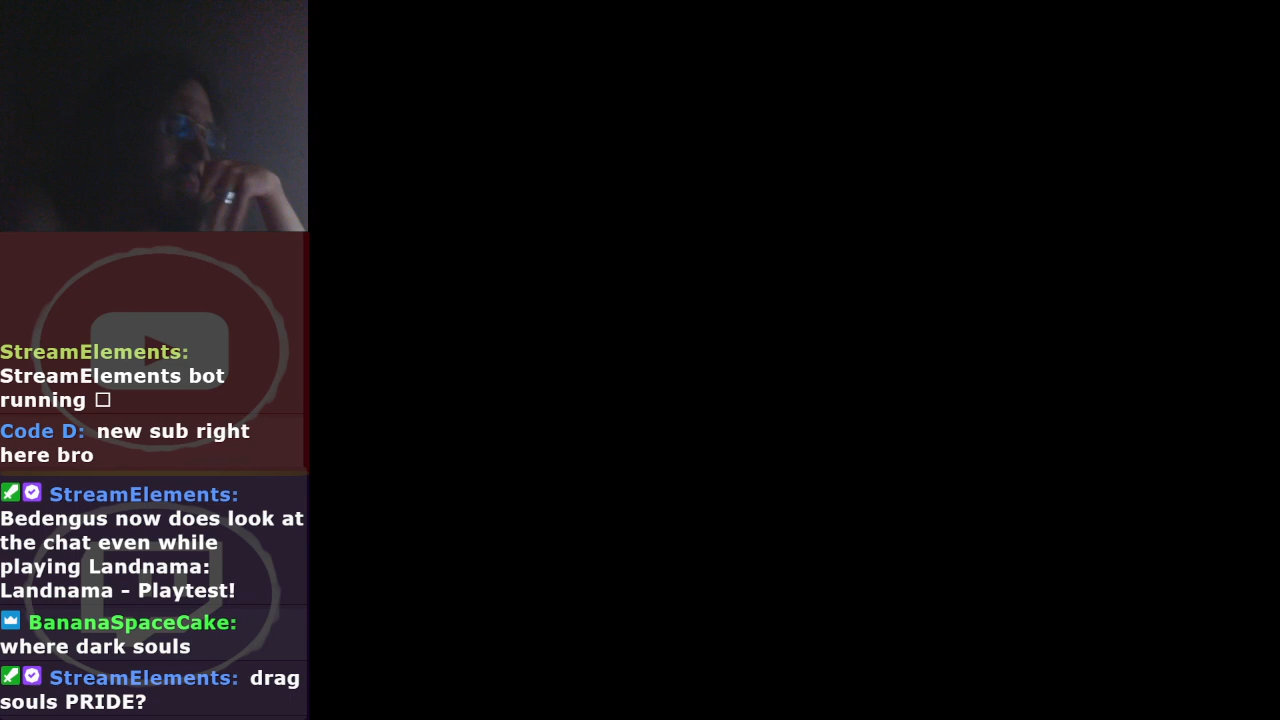 StreamElements:
StreamElements bot
running □
Code D: new sub right
here bro
StreamElements:
Bedengus now does look at
the chat even while
playing Landnama:
Landnama - Playtest!
BananaSpaceCake:
where dark souls
StreamElements: drag
souls PRIDE?